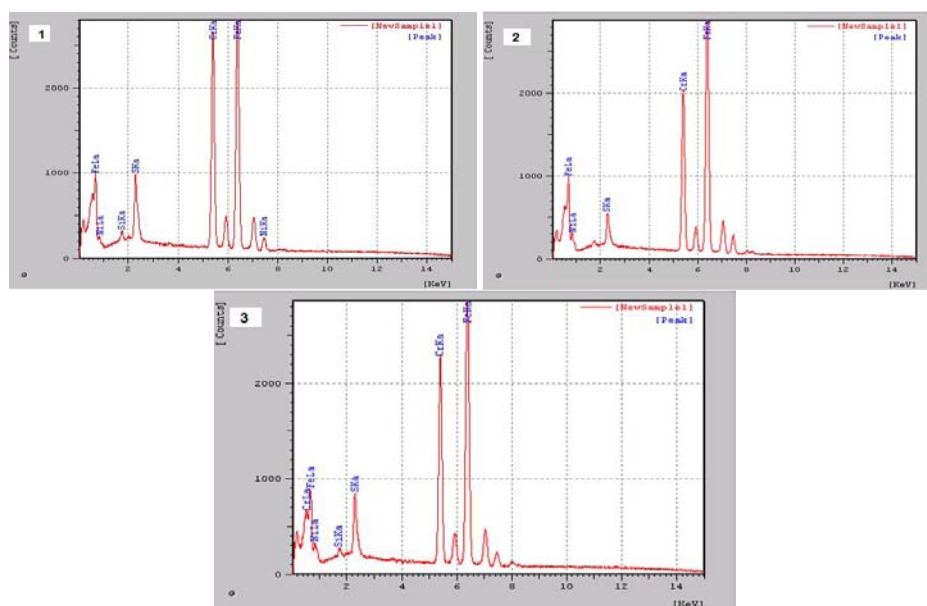 1
[ Counts]
[NewSample1]
[Peak]
CrKa
FeKa
2000
FeLa
SKa
1000
NiLa
SiKa
NiKa
0
2 4 6 8 10 12 14
[KeV]
2
[ Counts]
[NewSample1]
[Peak]
FeKa
CrKa
2000
FeLa
1000
NiLa
SKa
0
2 4 6 8 10 12 14
[KeV]
3
[ Counts]
[NewSample1]
[Peak]
FeKa
CrKa
2000
CrLa
FeLa
SKa
1000
NiLa
SiKa
0
2 4 6 8 10 12 14
[KeV]